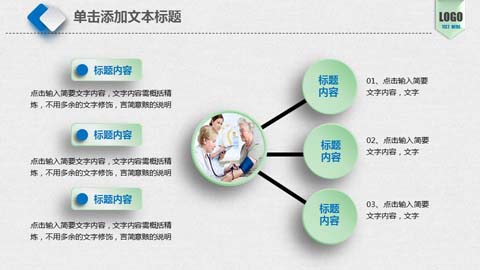 单击添加文本标题
LOGO
标题内容
点击输入简要文字内容，文字内容需概括精
炼，不用多余的文字修饰，言简意赅的说明
标题内容
点击输入简要文字内容，文字内容需概括精
炼，不用多余的文字修饰，言简意赅的说明
标题内容
点击输入简要文字内容，文字内容需概括精
炼，不用多余的文字修饰，言简意赅的说明
标题
内容
01、点击输入简要
文字内容，文字
标题
内容
02、点击输入简要
文字内容，文字
标题
内容
03、点击输入简要
文字内容，文字